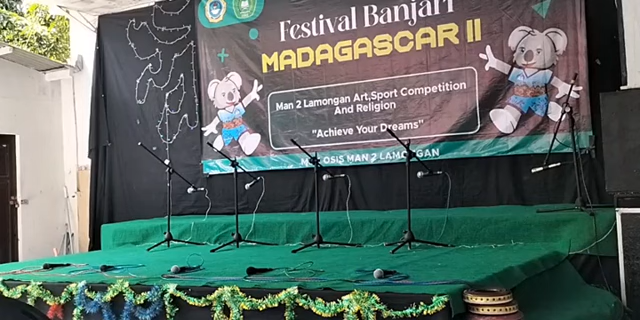 Festival Banjari
MADAGASCAR II
Man 2 Lamongan Art,Sport Competition
And Religion
"Achieve Your Dreams"
OSIS MAN 2 LAMONGAN